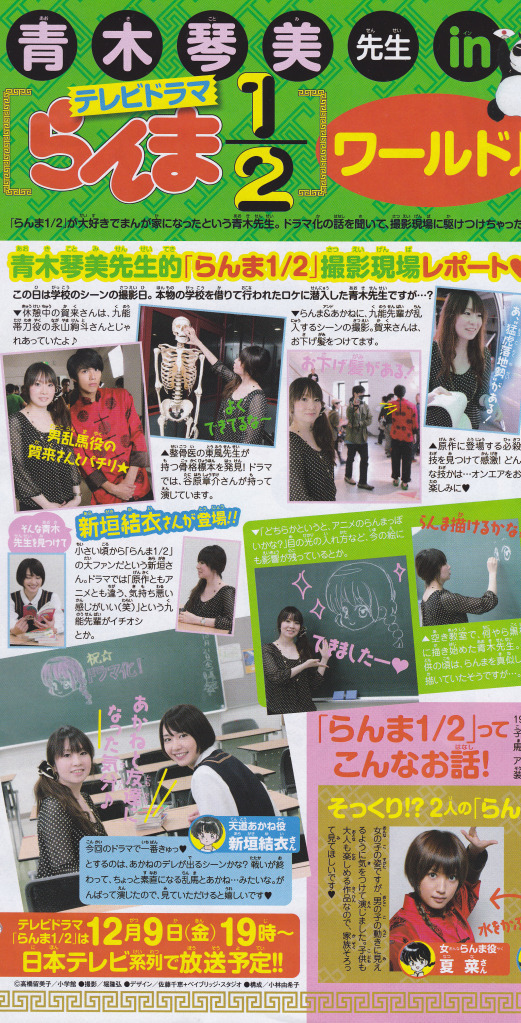 青木琴美先生in
テレビドラマ
らんま1/2
ワールド
「らんま1/2」が大好きでまんが家になったという青木先生。ドラマ化の話を聞いて、撮影現場に駆けつけちゃった
青木琴美先生的「らんま1/2」撮影現場レポート♥
この日は学校のシーンの撮影日。本物の学校を借りて行われたロケに潜入した青木先生ですが…?
▼休憩中の賀来さんは、九能
帯刀役の永山絢斗さんとじゃ
れあっていたよ♪
男乱馬役の
賀来さんとパチリ★
よく
できてるな〜
▲整骨医の東風先生が
持つ骨格標本を発見!ドラマ
では、谷原章介さんが持って
演じています。
▼らんま&あかねに、九能先輩が乱
入するシーンの撮影。賀来さんは、
お下げ髪をつけてます。
お下げ髪がある!
あ、
猛虎落地勢が
ある!
▲原作に登場する必殺
技を見つけて感激!どん
な技かは…オンエアをお
楽しみに♥
そんな青木
先生を見つけて
新垣結衣さんが登場!!
小さい頃から「らんま1/2」
の大ファンだという新垣さ
ん。ドラマでは「原作ともア
ニメとも違う、気持ち悪い
感じがいい(笑)」という九
能先輩がイチオシ
とか。
▼「どちらかというと、アニメのらんまっぽ
いかな?」目の光の入れ方など、今の絵に
も影響が残っているとか。
できましたー♥
らんま描けるかな
▲空き教室で、何やら黒
に描き始めた青木先生。
供の頃は、らんまを真似し
描いていたそうですが…。
祝☆
ドラマ化!
あかねと友達に
なった気分♪
天道あかね役
新垣結衣さん
今回のドラマで一番きゅっ♥
とするのは、あかねのデレが出るシーンかな?戦いが終
わって、ちょっと素直になる乱馬とあかね…みたいな。が
んばって演じたので、見ていただけると嬉しいです♥
「らんま1/2」って
こんなお話!
そっくり!?2人の「らん
女の子の姿ですが、男の子の動きに見え
るように気をつけて演じました。子供も
大人も楽しめる作品なので、家族そろっ
て見てほしいです♥
女らんま役
夏菜さん
水をか
テレビドラマ
「らんま1/2」は12月9日(金)19時〜
日本テレビ系列で放送予定!!
©高橋留美子/小学館 ●撮影/堀隆弘 ●デザイン/佐藤千恵+ベイブリッジ・スタジオ ●構成/小林由希子